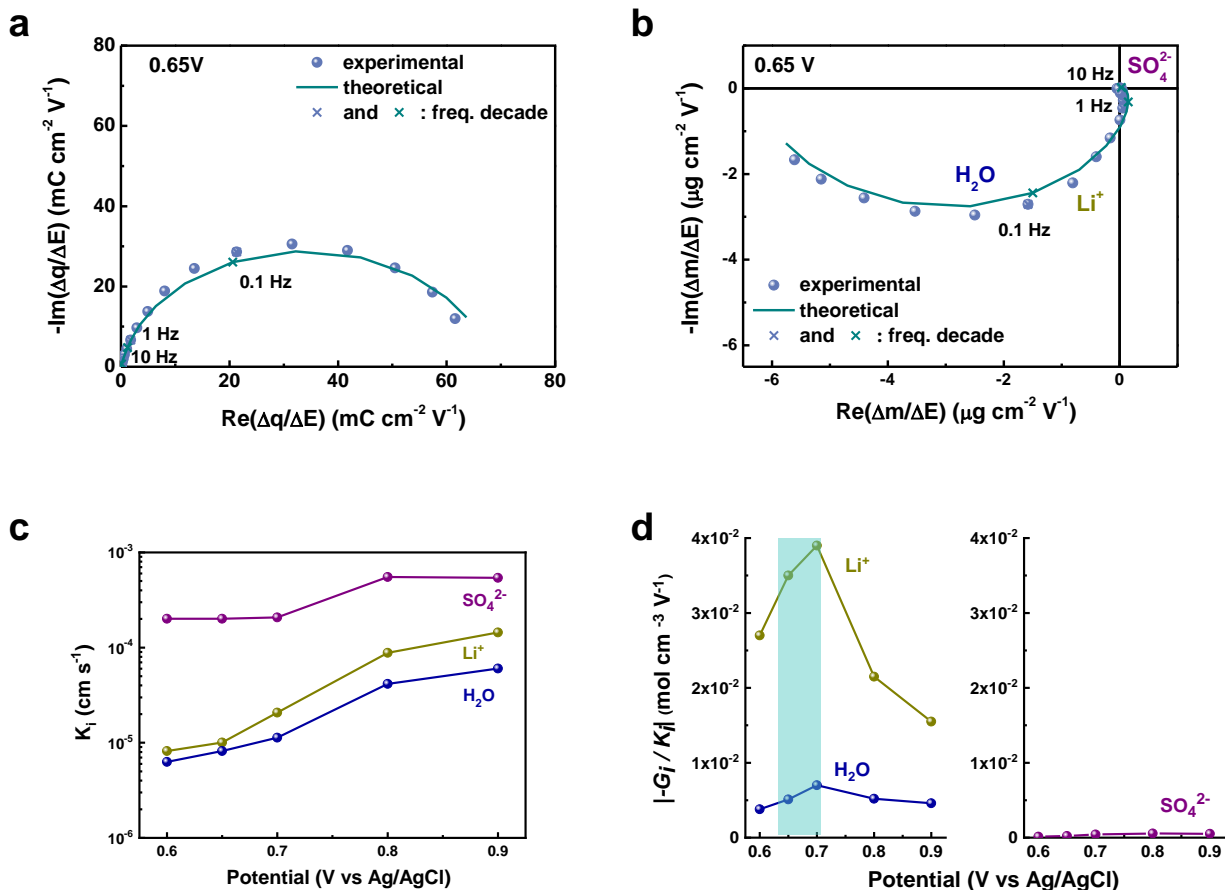 a
0.65V
experimental
theoretical
and × : freq. decade
80
60
40
20
0
0.1 Hz
1 Hz
10 Hz
0 20 40 60 80
-Im(Δq/ΔE) (mC cm⁻² V⁻¹)
Re(Δq/ΔE) (mC cm⁻² V⁻¹)
b
0.65 V
10 Hz
SO₄²⁻
1 Hz
H₂O
Li⁺
0.1 Hz
experimental
theoretical
and × : freq. decade
0
-2
-4
-6
-6 -4 -2 0
-Im(Δm/ΔE) (μg cm⁻² V⁻¹)
Re(Δm/ΔE) (μg cm⁻² V⁻¹)
c
10⁻³
10⁻⁴
10⁻⁵
10⁻⁶
SO₄²⁻
Li⁺
H₂O
0.6 0.7 0.8 0.9
Kᵢ (cm s⁻¹)
Potential (V vs Ag/AgCl)
d
4x10⁻²
3x10⁻²
2x10⁻²
1x10⁻²
0
Li⁺
H₂O
0.6 0.7 0.8 0.9
|-Gᵢ / Kᵢ| (mol cm ⁻³ V⁻¹)
4x10⁻²
3x10⁻²
2x10⁻²
1x10⁻²
0
SO₄²⁻
0.6 0.7 0.8 0.9
Potential (V vs Ag/AgCl)